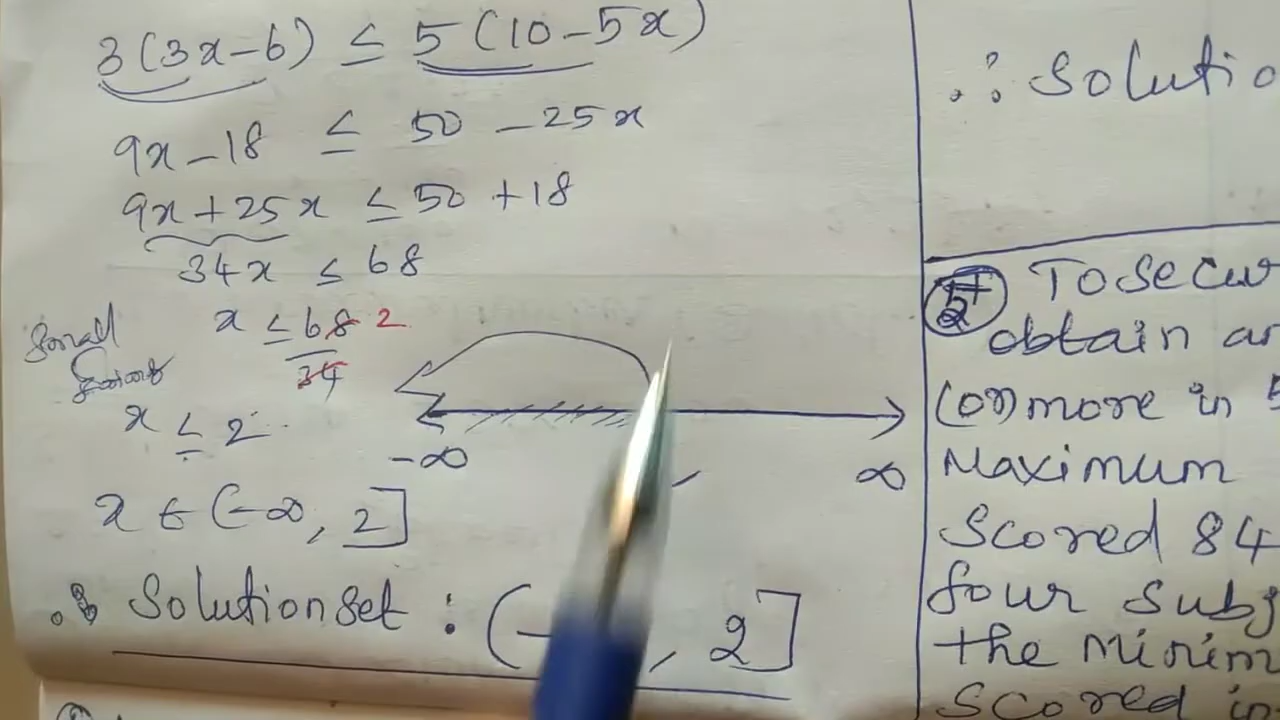 3(3x-6) ≤ 5(10-5x)
9x-18 ≤ 50-25x
9x+25x ≤ 50+18
34x ≤ 68
x ≤ 68 2
34
Small
x ≤ 2
x ∈ (-∞, 2]
-∞
∞
∴ Solution set : (- , 2]
∴ Solutio
2 To Secur
obtain
(or) more in 5
Maximum
Scored 84
four Subj
the Minim
Scored in